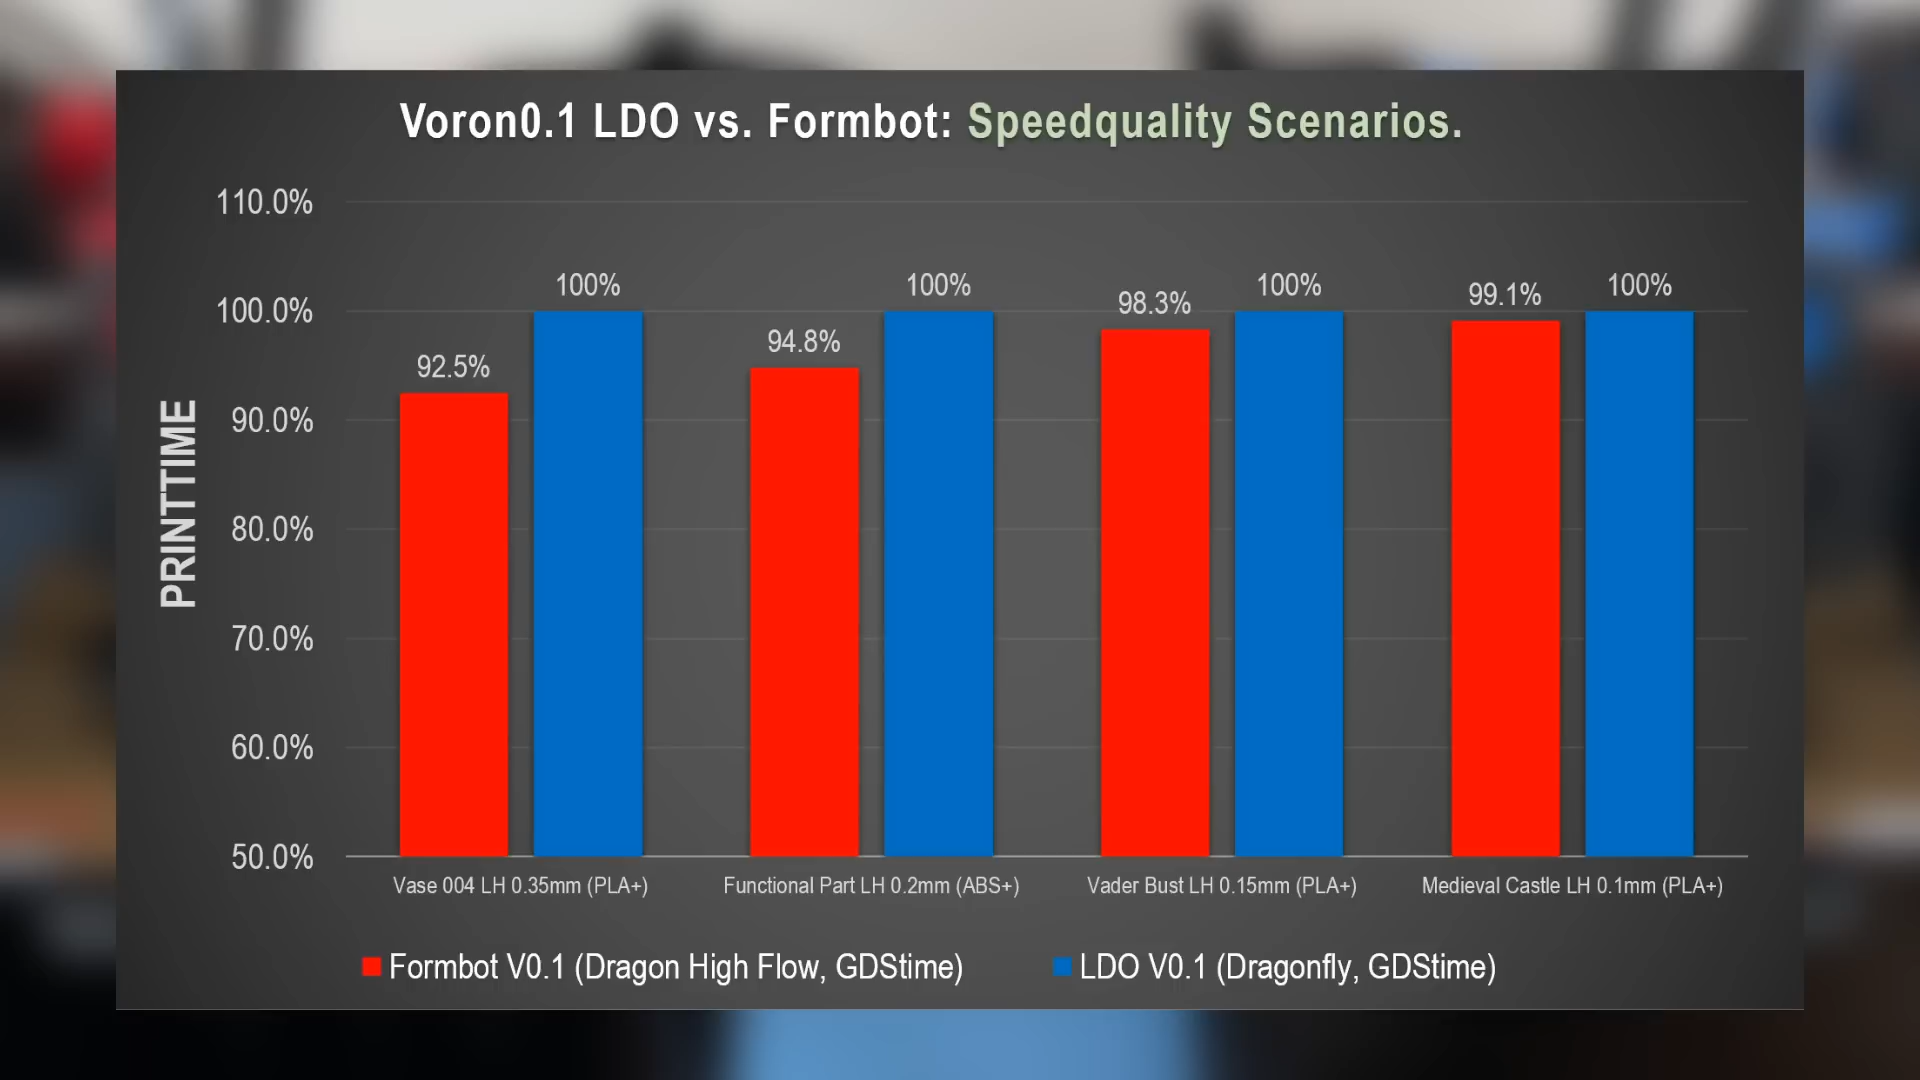 Voron0.1 LDO vs. Formbot: Speedquality Scenarios.
PRINTTIME
110.0%
100.0%
90.0%
80.0%
70.0%
60.0%
50.0%
92.5%
100%
94.8%
100%
98.3%
100%
99.1%
100%
Vase 004 LH 0.35mm (PLA+)
Functional Part LH 0.2mm (ABS+)
Vader Bust LH 0.15mm (PLA+)
Medieval Castle LH 0.1mm (PLA+)
Formbot V0.1 (Dragon High Flow, GDStime)
LDO V0.1 (Dragonfly, GDStime)